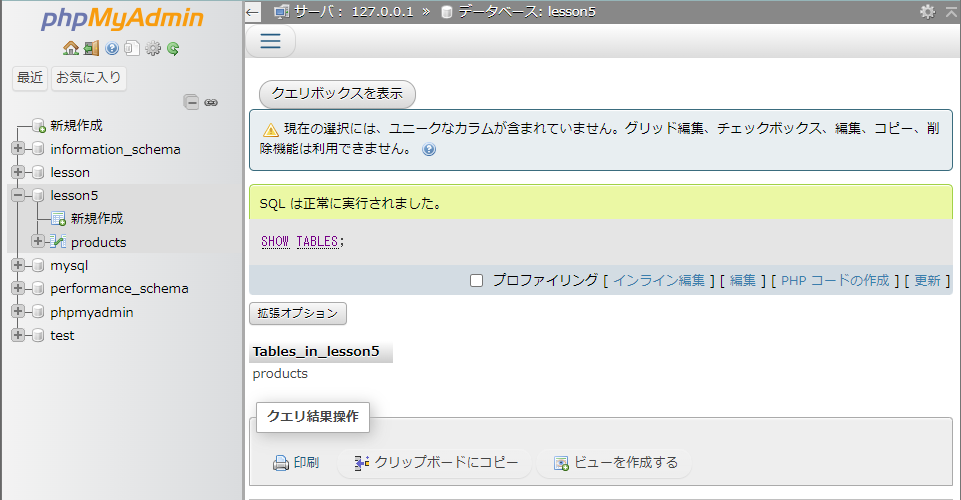 phpMyAdmin
最近 お気に入り
新規作成
information_schema
lesson
lesson5
新規作成
products
mysql
performance_schema
phpmyadmin
test
サーバ: 127.0.0.1 » データベース: lesson5
クエリボックスを表示
現在の選択には、ユニークなカラムが含まれていません。グリッド編集、チェックボックス、編集、コピー、削
除機能は利用できません。
SQL は正常に実行されました。
SHOW TABLES;
プロファイリング [ インライン編集 ] [ 編集 ] [ PHP コードの作成 ] [ 更新 ]
拡張オプション
Tables_in_lesson5
products
クエリ結果操作
印刷 クリップボードにコピー ビューを作成する